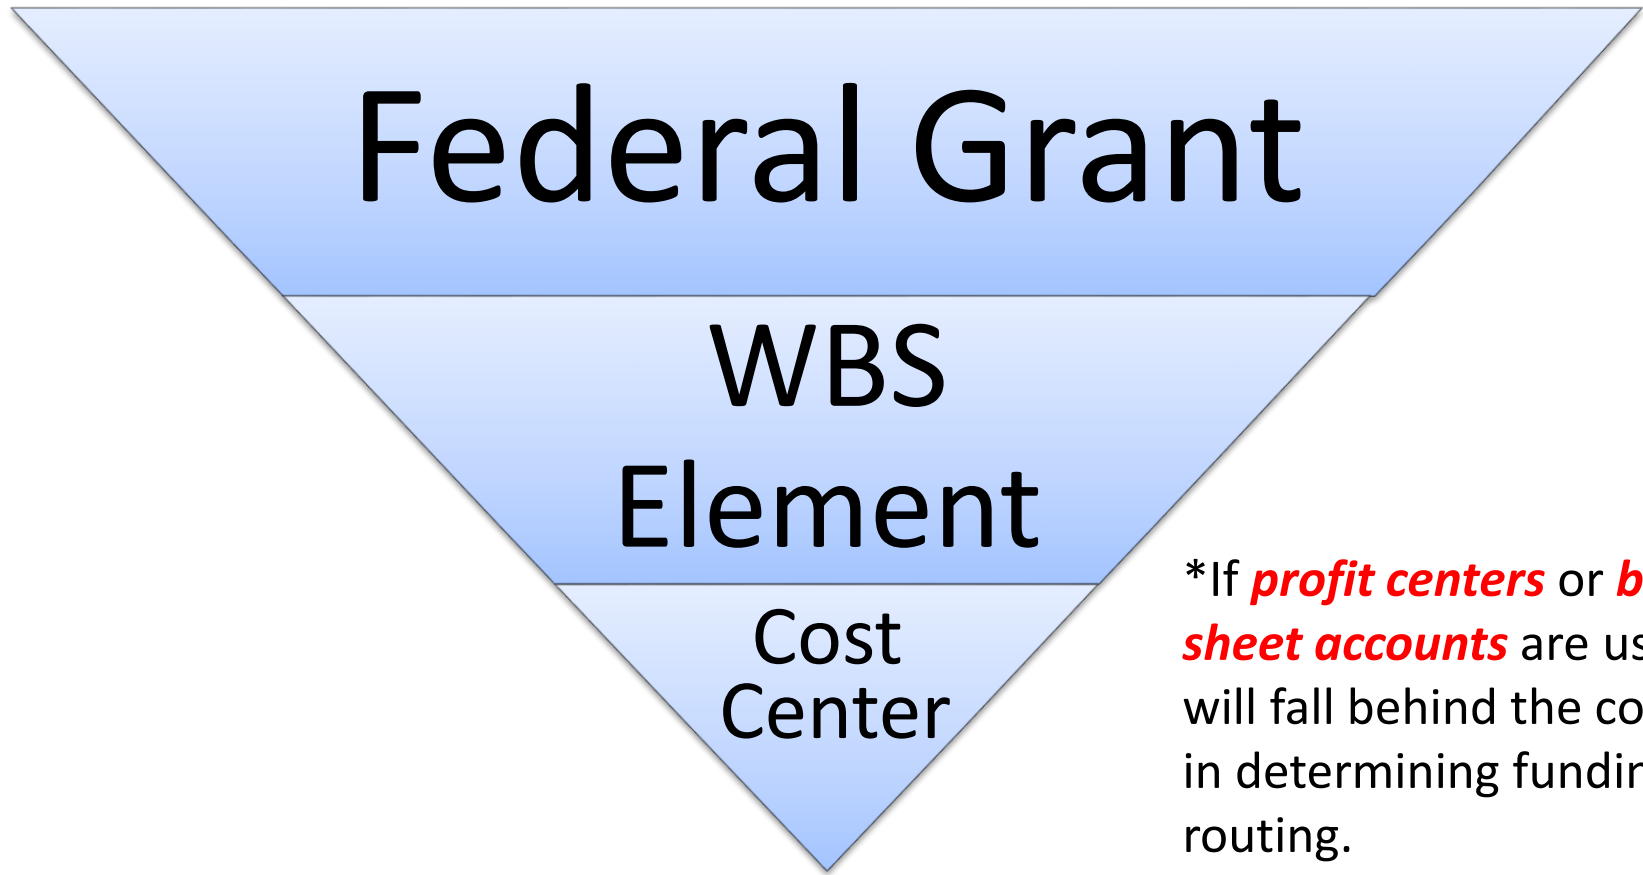 Federal Grant
WBS
Element
Cost
Center
*If profit centers or
sheet accounts are
will fall behind the
in determining
routing.